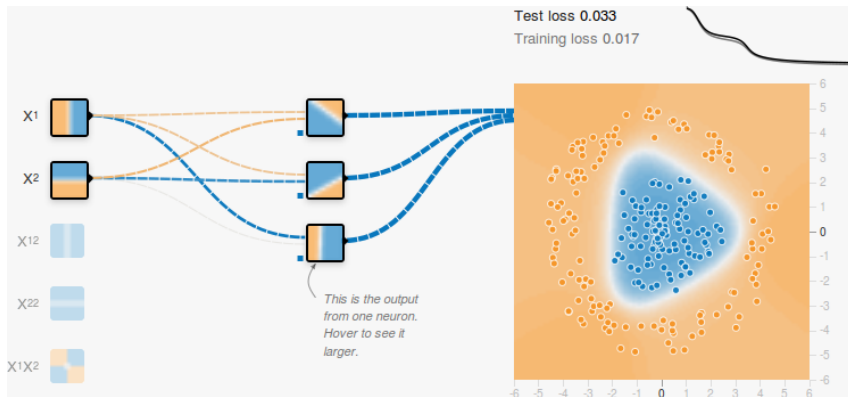 Test loss 0.033
Training loss 0.017
X1
X2
X12
X22
X1X2
This is the output
from one neuron.
Hover to see it
larger.
6
5
4
3
2
1
0
-1
-2
-3
-4
-5
-6
-6 -5 -4 -3 -2 -1 0 1 2 3 4 5 6